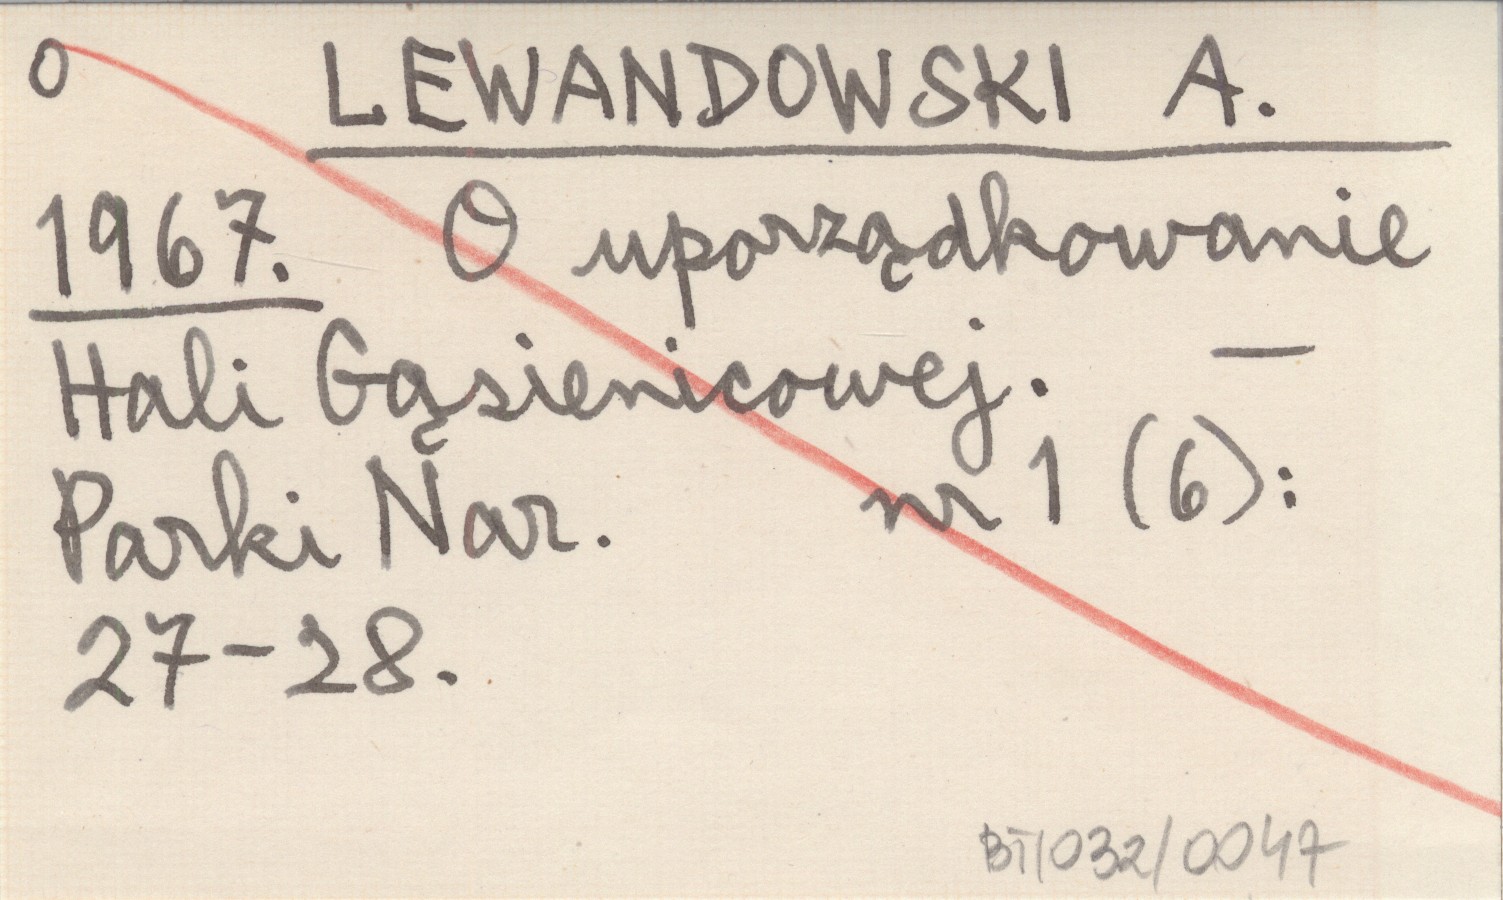 O LEWANDOWSKI A.
1967. O uporządkowanie
Hali Gąsienicowej. —
Parki Nar. nr 1 (6):
27-28.
BT/032/0047